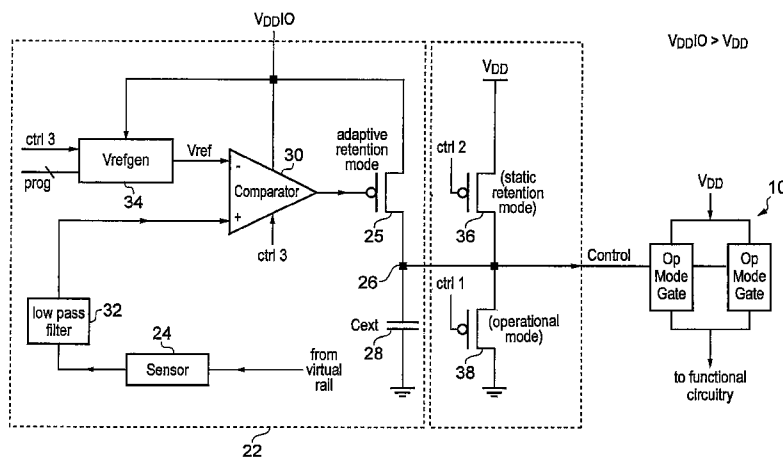 VDDIO
VDDIO > VDD
ctrl 3
prog
Vrefgen
34
Vref
-
+
30
Comparator
ctrl 3
adaptive
retention
mode
25
VDD
ctrl 2
(static
retention
mode)
36
26
Control
VDD
10
Op
Mode
Gate
Op
Mode
Gate
to functional
circuitry
Cext
28
ctrl 1
(operational
mode)
38
low pass
filter
32
24
Sensor
from
virtual
rail
22